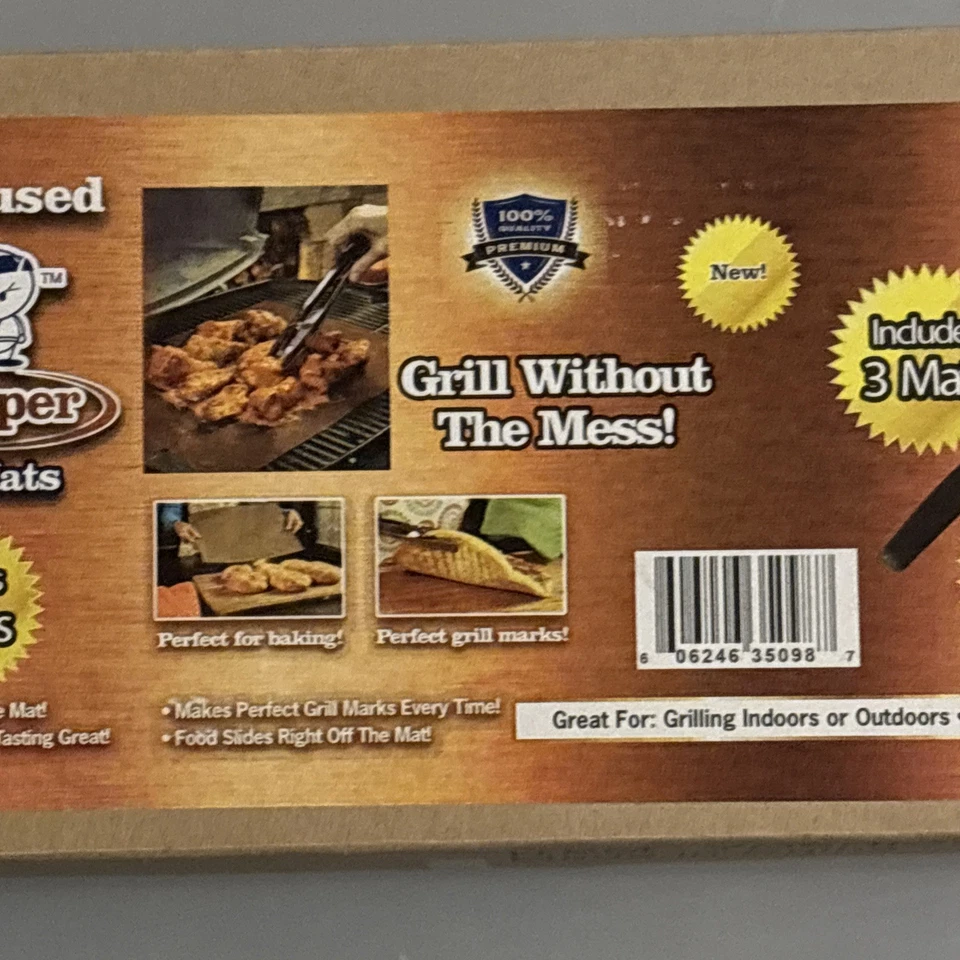 used
TM
per
ats
s
s
e Mat!
Tasting Great!
100%
QUALITY
PREMIUM
New!
Include
3 Ma
Grill Without
The Mess!
Perfect for baking!
Perfect grill marks!
• Makes Perfect Grill Marks Every Time!
• Food Slides Right Off The Mat!
6 06246 35098 7
Great For: Grilling Indoors or Outdoors •